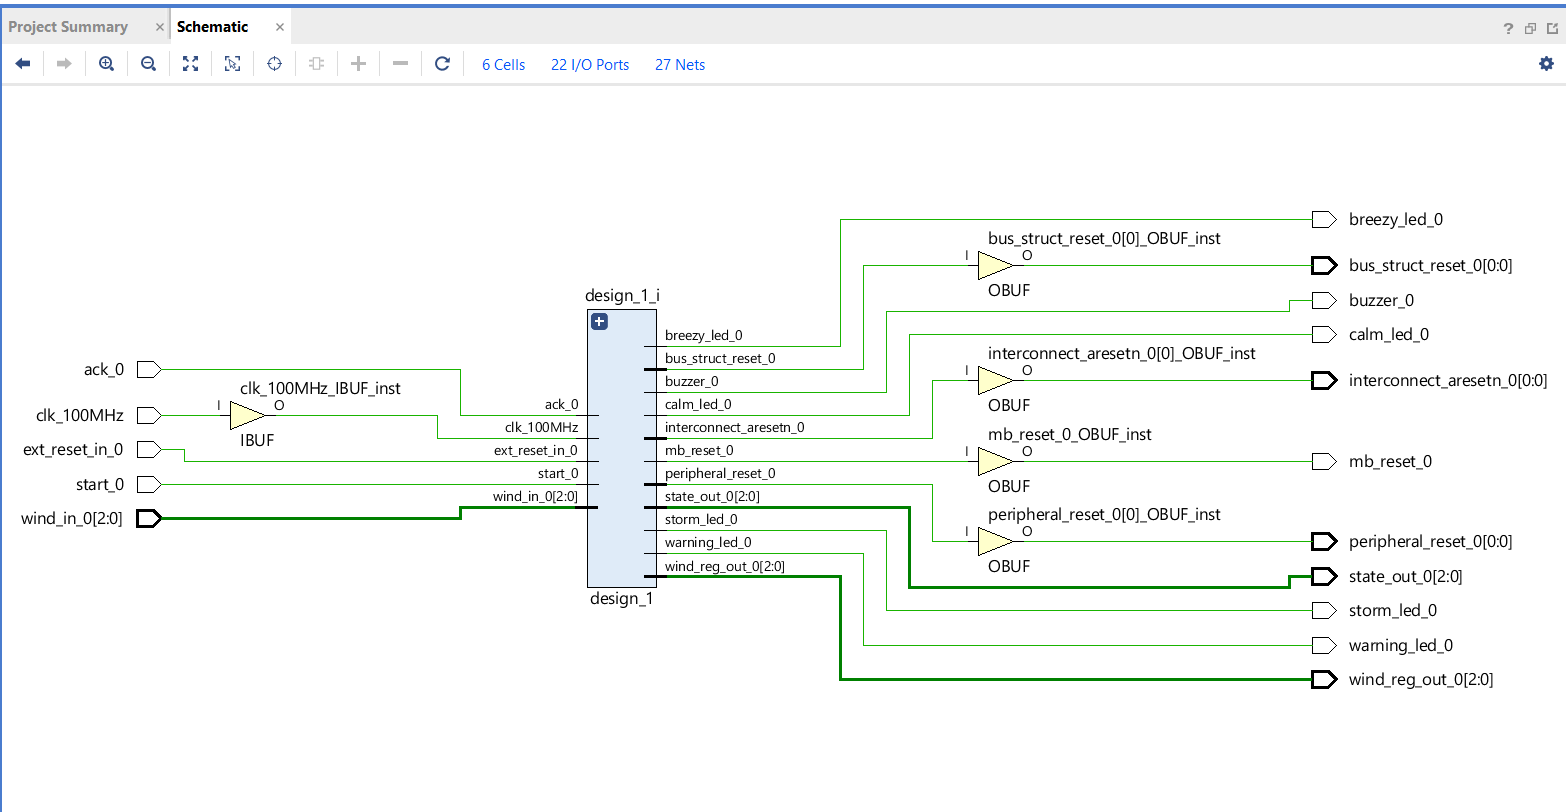 Project Summary
Schematic
6 Cells
22 I/O Ports
27 Nets
breezy_led_0
bus_struct_reset_0[0]_OBUF_inst
I
O
OBUF
bus_struct_reset_0[0:0]
buzzer_0
calm_led_0
interconnect_aresetn_0[0]_OBUF_inst
I
O
OBUF
interconnect_aresetn_0[0:0]
mb_reset_0_OBUF_inst
I
O
OBUF
mb_reset_0
peripheral_reset_0[0]_OBUF_inst
I
O
OBUF
peripheral_reset_0[0:0]
state_out_0[2:0]
storm_led_0
warning_led_0
wind_reg_out_0[2:0]
design_1_i
breezy_led_0
bus_struct_reset_0
buzzer_0
calm_led_0
interconnect_aresetn_0
mb_reset_0
peripheral_reset_0
state_out_0[2:0]
storm_led_0
warning_led_0
wind_reg_out_0[2:0]
design_1
ack_0
clk_100MHz
ext_reset_in_0
start_0
wind_in_0[2:0]
ack_0
clk_100MHz_IBUF_inst
I
O
IBUF
clk_100MHz
ext_reset_in_0
start_0
wind_in_0[2:0]